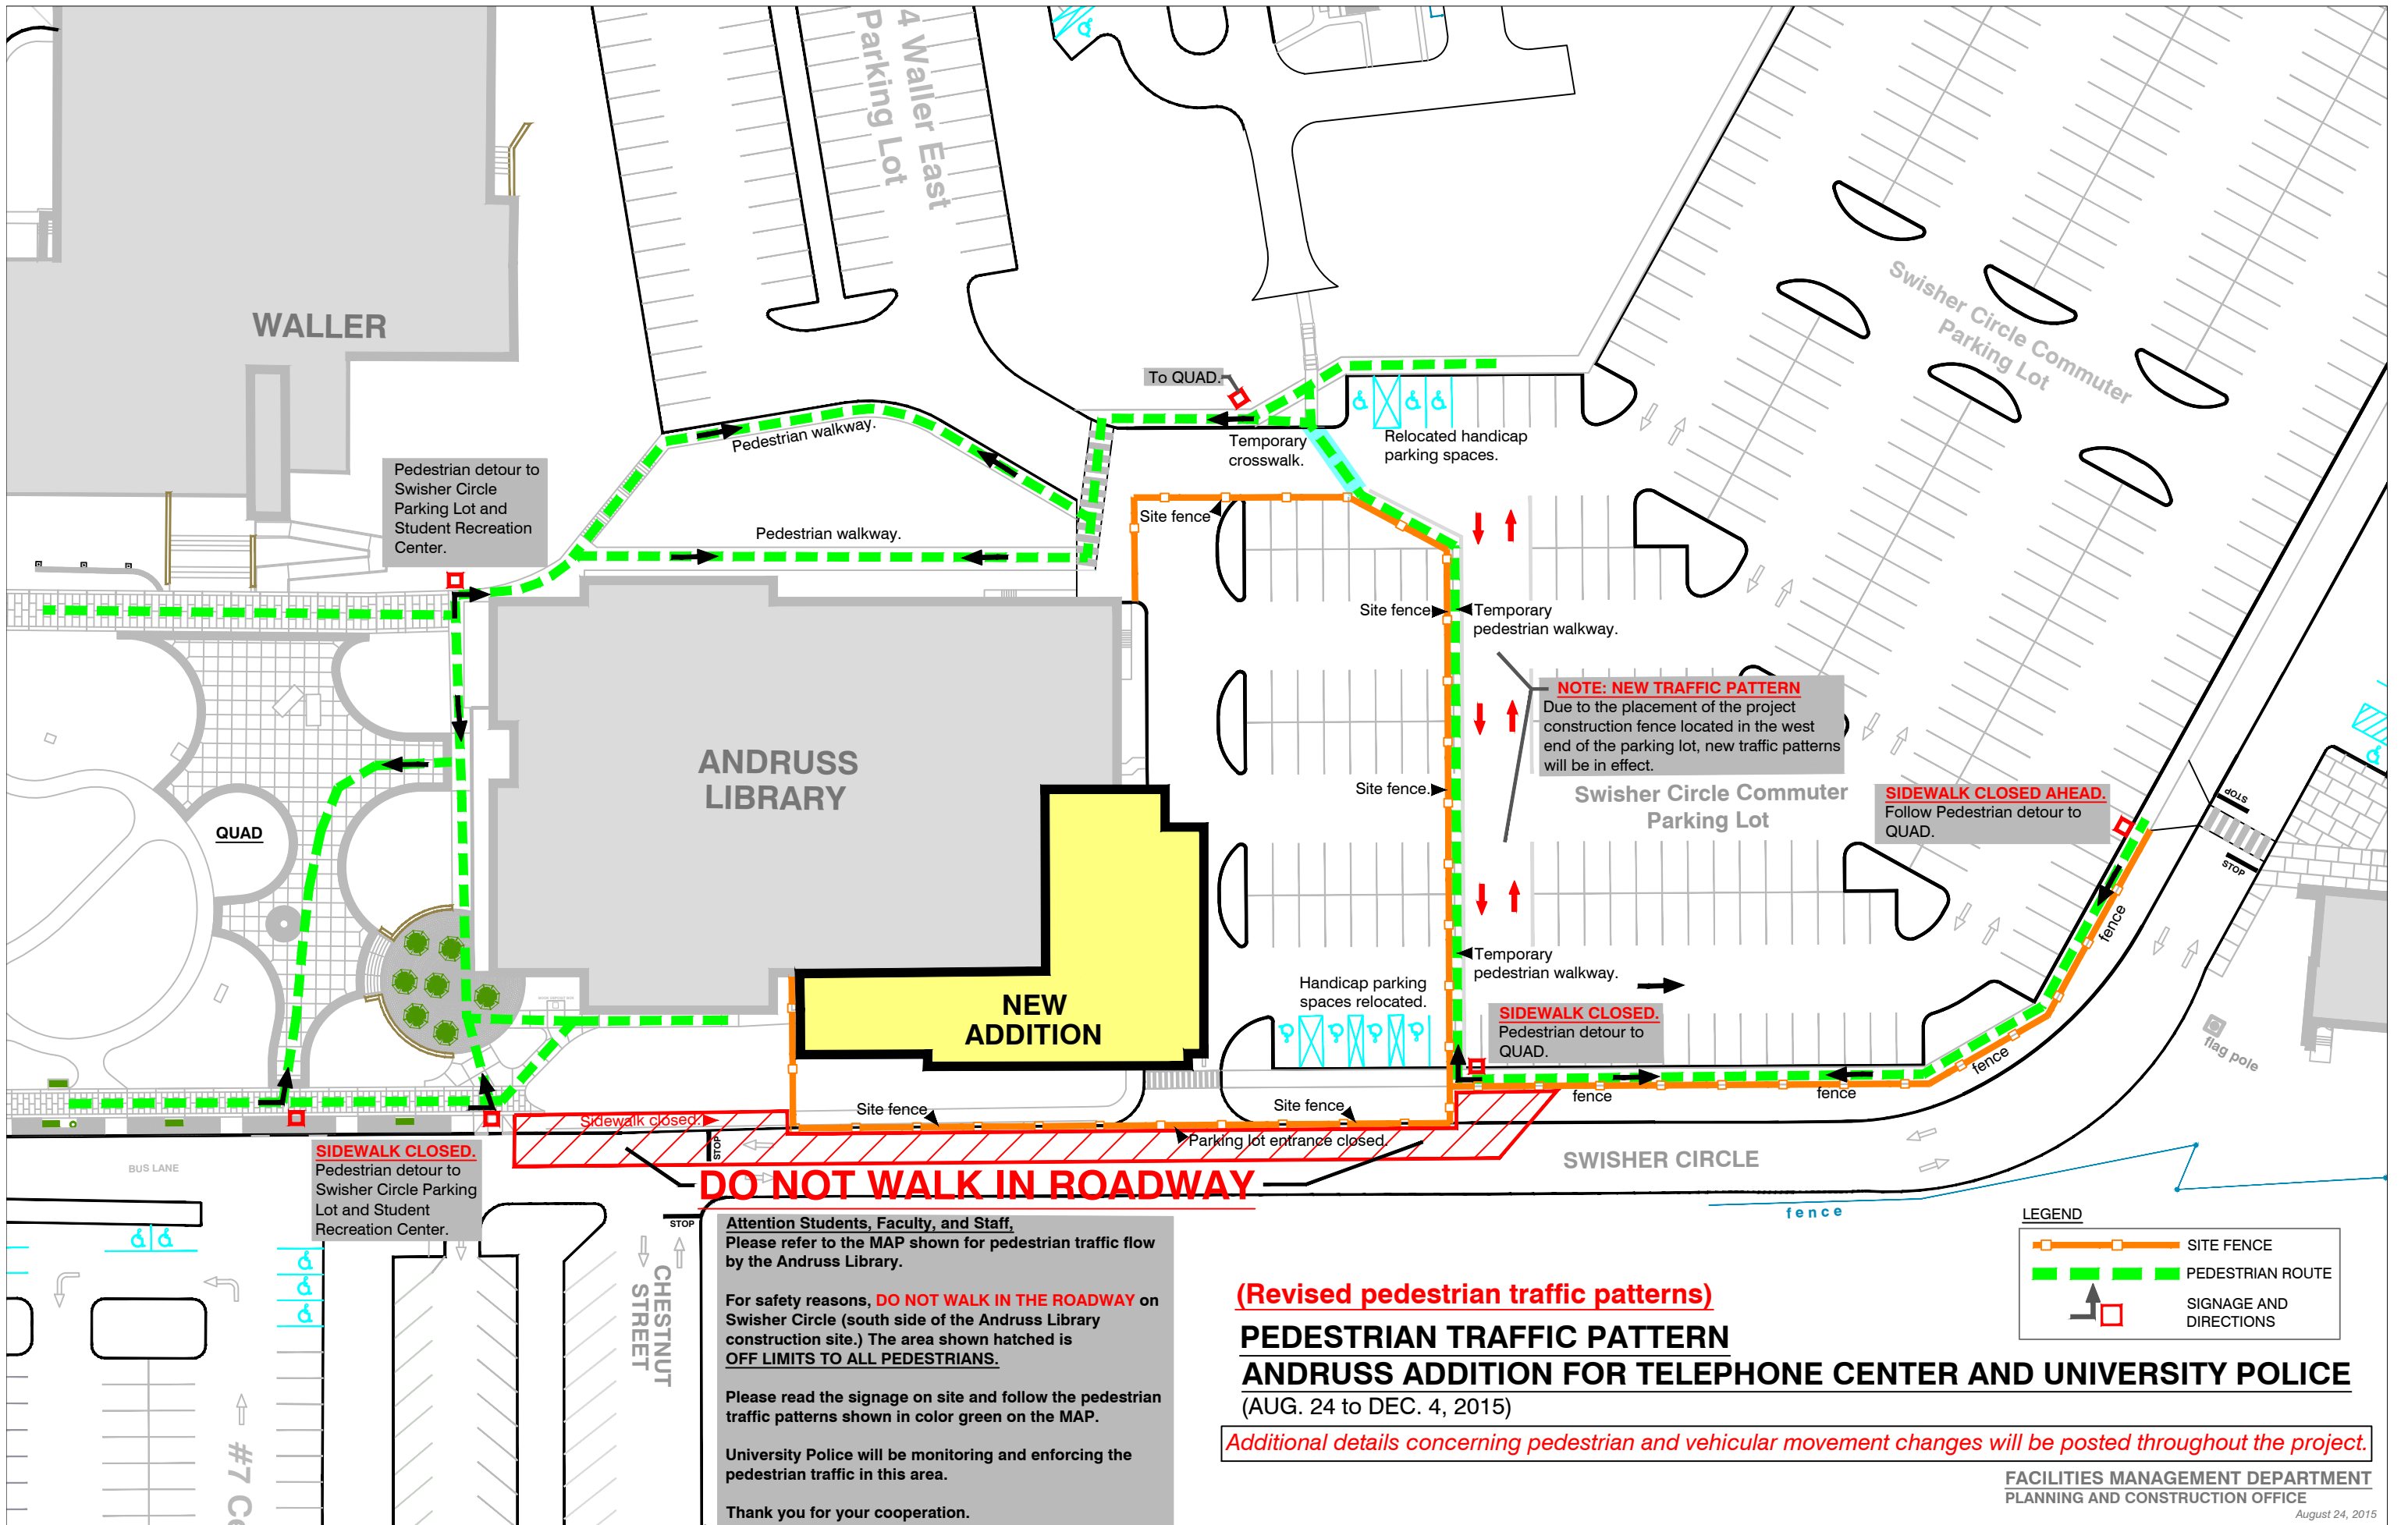 4 Waller East
Parking Lot
WALLER
Swisher Circle Commuter
Parking Lot
To QUAD.
Pedestrian walkway.
Temporary
crosswalk.
Relocated handicap
parking spaces.
Pedestrian detour to
Swisher Circle
Parking Lot and
Student Recreation
Center.
Site fence
Pedestrian walkway.
Site fence
Temporary
pedestrian walkway.
NOTE: NEW TRAFFIC PATTERN
Due to the placement of the project
construction fence located in the west
end of the parking lot, new traffic patterns
will be in effect.
ANDRUSS
LIBRARY
Site fence.
Swisher Circle Commuter
Parking Lot
SIDEWALK CLOSED AHEAD.
Follow Pedestrian detour to
QUAD.
STOP
STOP
QUAD
fence
Temporary
pedestrian walkway.
Handicap parking
spaces relocated.
NEW
ADDITION
SIDEWALK CLOSED.
Pedestrian detour to
QUAD.
flag pole
fence
fence
fence
Site fence
Site fence
Sidewalk closed.
STOP
Parking lot entrance closed.
SWISHER CIRCLE
SIDEWALK CLOSED.
Pedestrian detour to
Swisher Circle Parking
Lot and Student
Recreation Center.
BUS LANE
DO NOT WALK IN ROADWAY
fence
STOP
CHESTNUT
STREET
#7 Co
Attention Students, Faculty, and Staff,
Please refer to the MAP shown for pedestrian traffic flow
by the Andruss Library.
For safety reasons, DO NOT WALK IN THE ROADWAY on
Swisher Circle (south side of the Andruss Library
construction site.) The area shown hatched is
OFF LIMITS TO ALL PEDESTRIANS.
Please read the signage on site and follow the pedestrian
traffic patterns shown in color green on the MAP.
University Police will be monitoring and enforcing the
pedestrian traffic in this area.
Thank you for your cooperation.
LEGEND
SITE FENCE
PEDESTRIAN ROUTE
SIGNAGE AND
DIRECTIONS
(Revised pedestrian traffic patterns)
PEDESTRIAN TRAFFIC PATTERN
ANDRUSS ADDITION FOR TELEPHONE CENTER AND UNIVERSITY POLICE
(AUG. 24 to DEC. 4, 2015)
Additional details concerning pedestrian and vehicular movement changes will be posted throughout the project.
FACILITIES MANAGEMENT DEPARTMENT
PLANNING AND CONSTRUCTION OFFICE
August 24, 2015